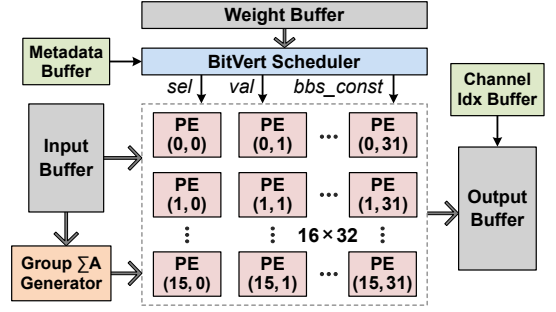 Weight Buffer
Metadata
Buffer
BitVert Scheduler
sel val bbs_const
Channel
Idx Buffer
Input
Buffer
PE
(0, 0)
PE
(0, 1)
...
PE
(0, 31)
PE
(1, 0)
PE
(1, 1)
...
PE
(1, 31)
Output
Buffer
16 × 32
Group ∑A
Generator
PE
(15, 0)
PE
(15, 1)
...
PE
(15, 31)